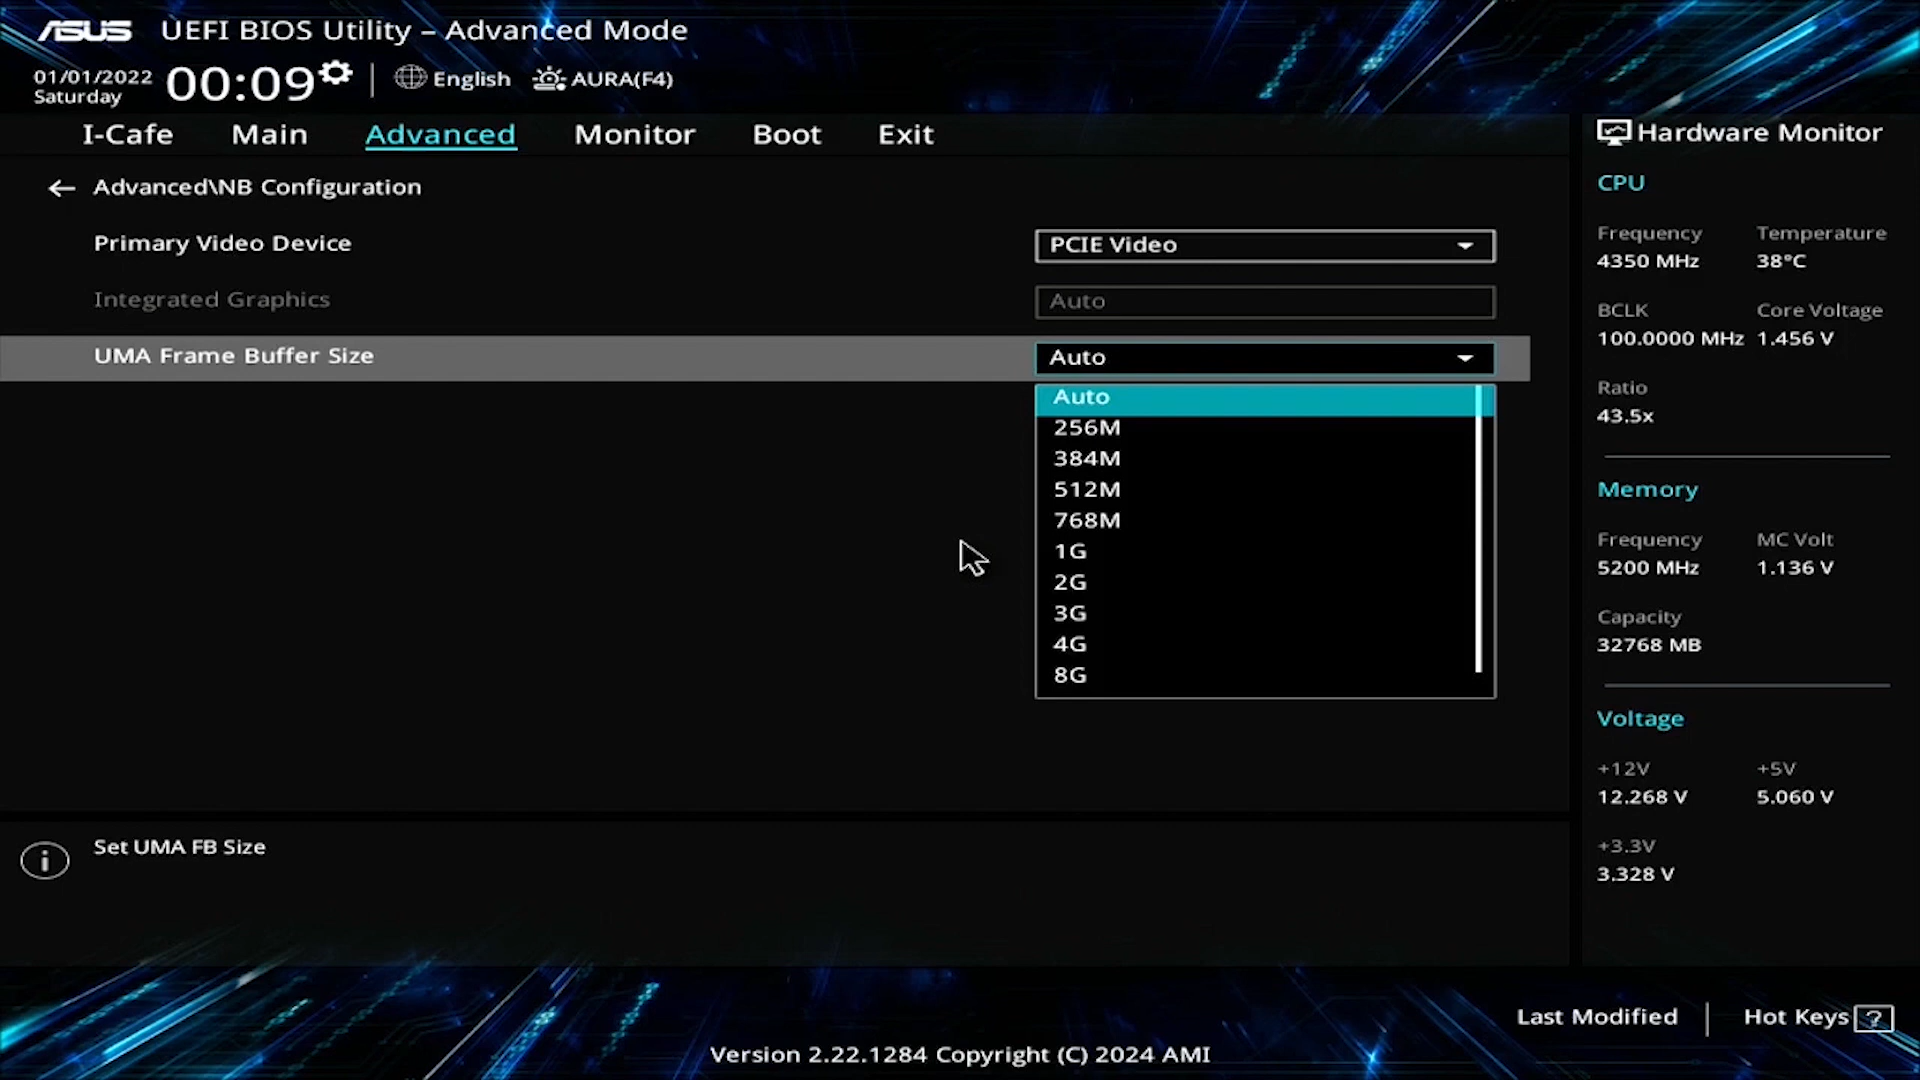 ASUS UEFI BIOS Utility – Advanced Mode
01/01/2022
Saturday
00:09
English
AURA(F4)
I-Cafe Main Advanced Monitor Boot Exit
Advanced\NB Configuration
Primary Video Device PCIE Video
Integrated Graphics Auto
UMA Frame Buffer Size Auto
Auto
256M
384M
512M
768M
1G
2G
3G
4G
8G
Set UMA FB Size
Hardware Monitor
CPU
Frequency Temperature
4350 MHz 38°C
BCLK Core Voltage
100.0000 MHz 1.456 V
Ratio
43.5x
Memory
Frequency MC Volt
5200 MHz 1.136 V
Capacity
32768 MB
Voltage
+12V +5V
12.268 V 5.060 V
+3.3V
3.328 V
Last Modified Hot Keys ?
Version 2.22.1284 Copyright (C) 2024 AMI